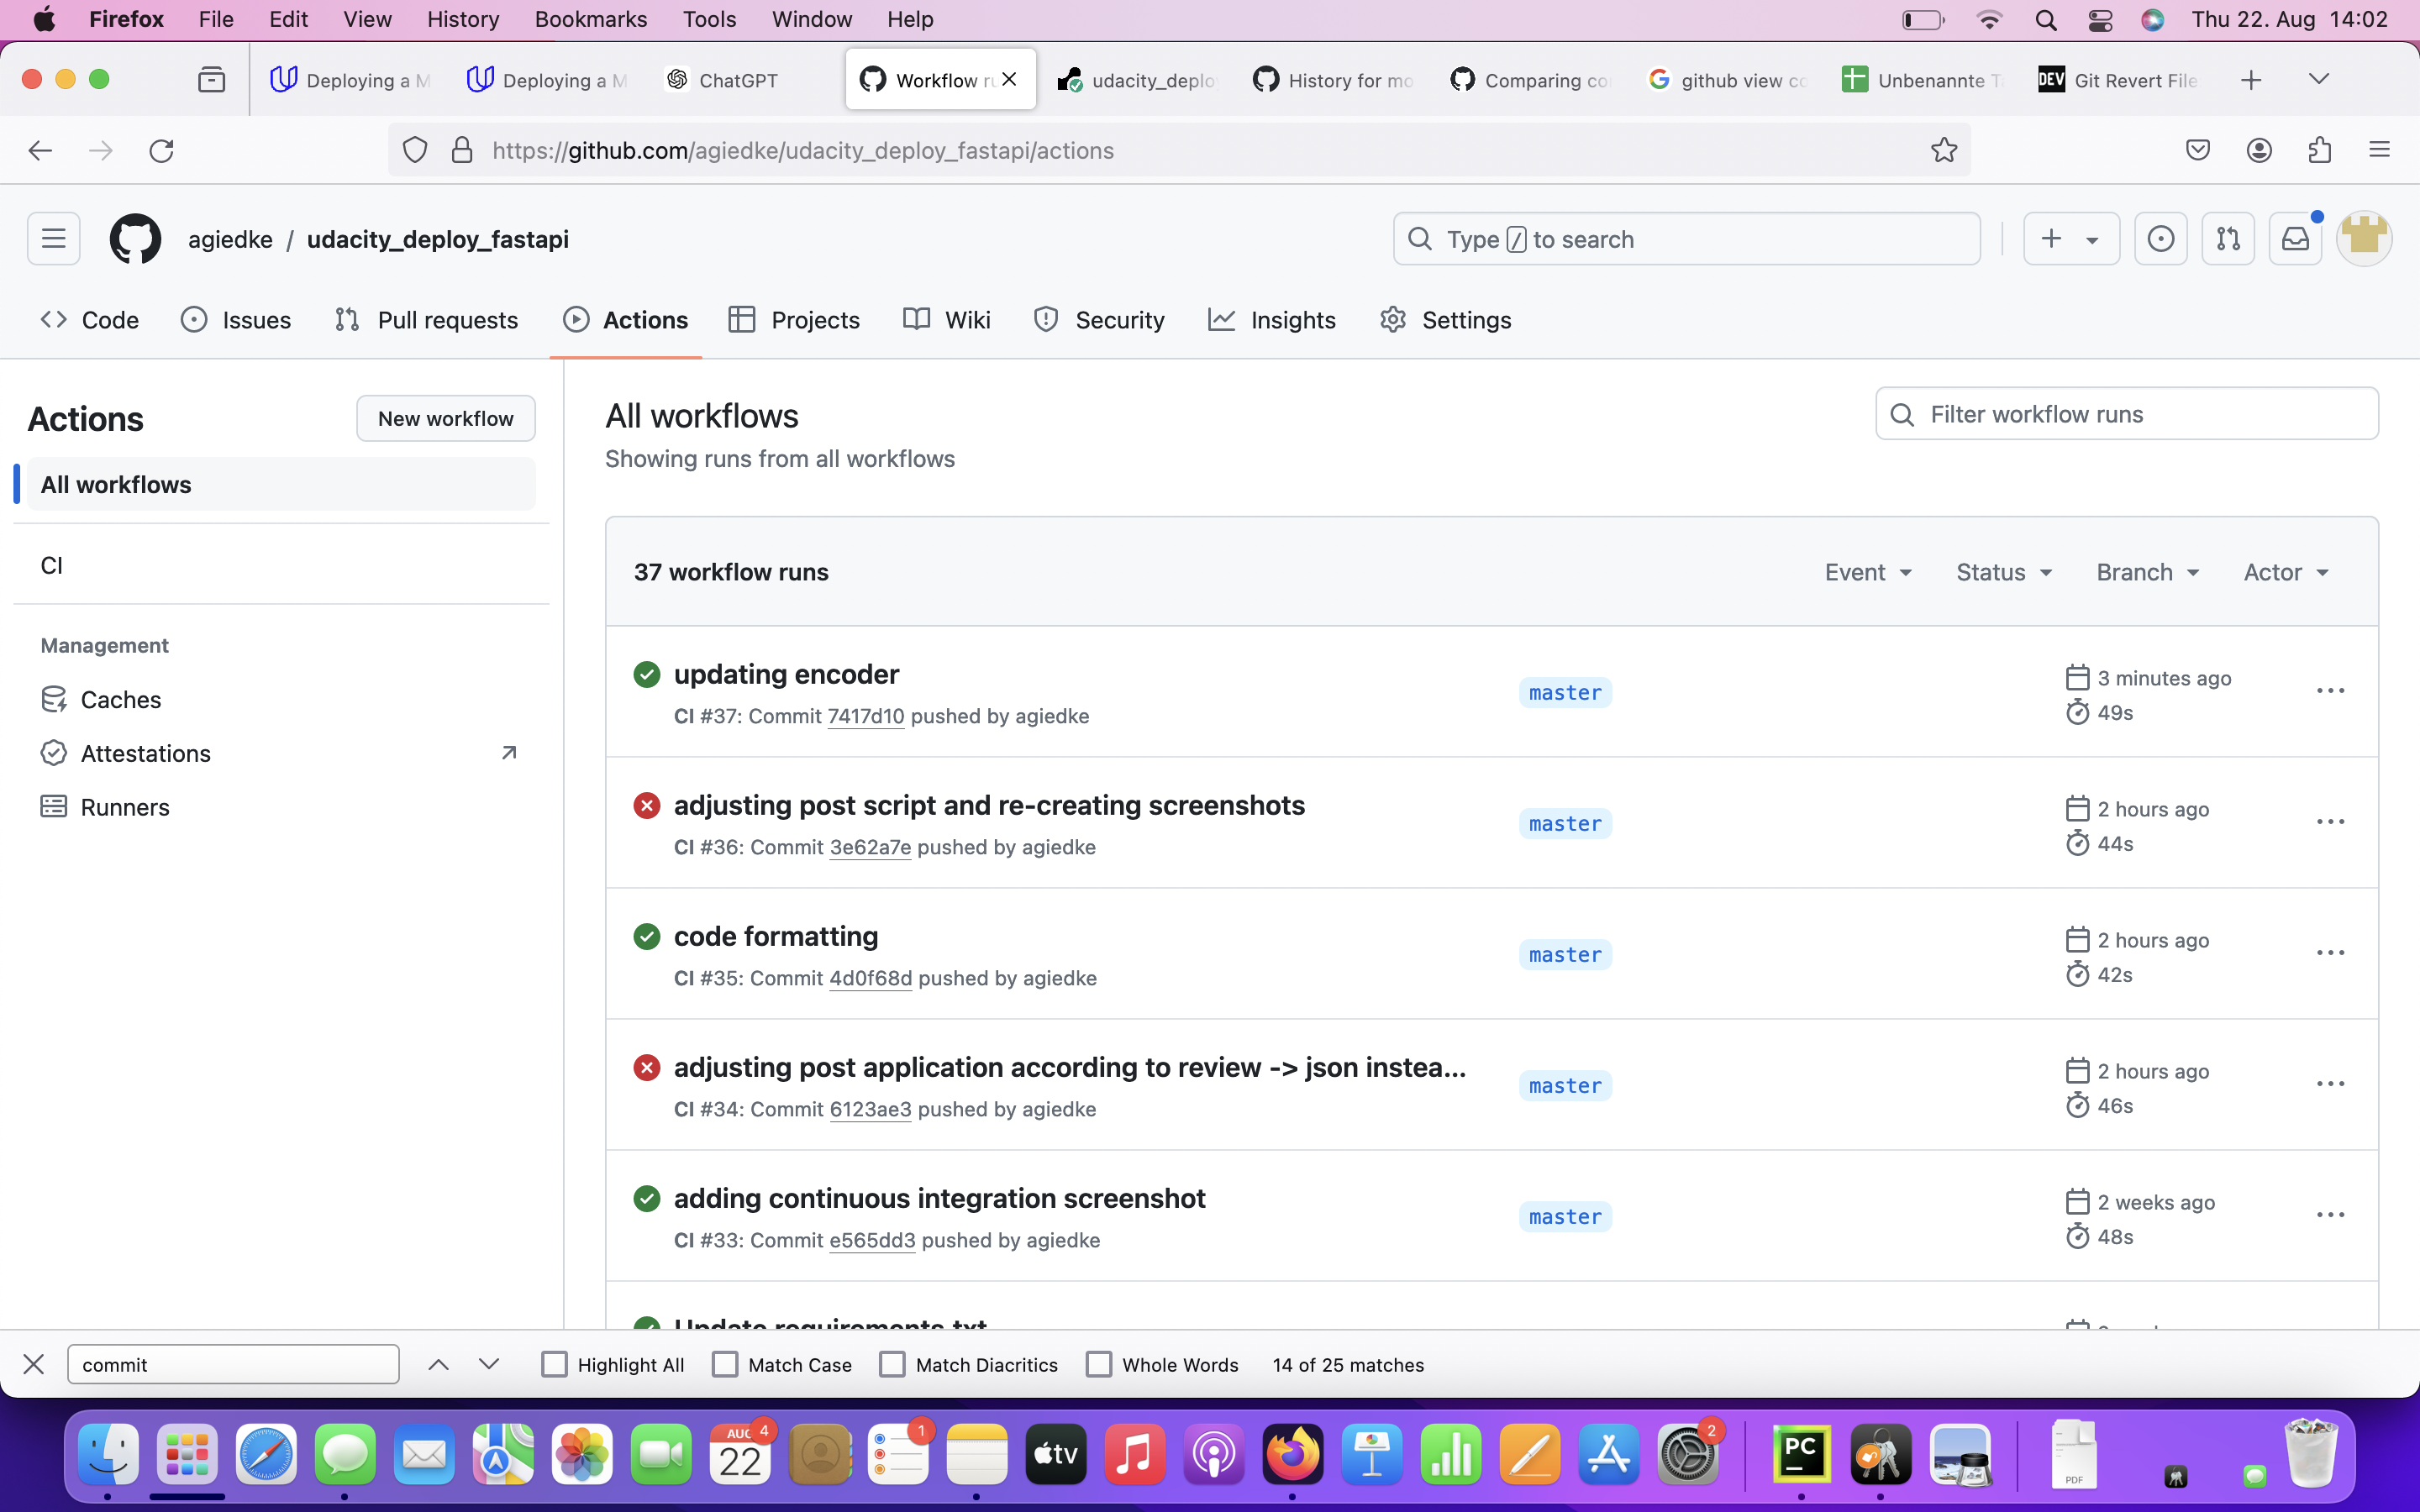 Firefox File Edit View History Bookmarks Tools Window Help Thu 22. Aug 14:02
Deploying a M Deploying a M ChatGPT Workflow ru udacity_deplo History for mo Comparing co github view co Unbenannte T DEV Git Revert File
https://github.com/agiedke/udacity_deploy_fastapi/actions
agiedke / udacity_deploy_fastapi Type / to search
Code Issues Pull requests Actions Projects Wiki Security Insights Settings
Actions New workflow
All workflows
CI
Management
Caches
Attestations
Runners
All workflows
Showing runs from all workflows
Filter workflow runs
37 workflow runs Event Status Branch Actor
updating encoder
CI #37: Commit 7417d10 pushed by agiedke
master
3 minutes ago
49s
adjusting post script and re-creating screenshots
CI #36: Commit 3e62a7e pushed by agiedke
master
2 hours ago
44s
code formatting
CI #35: Commit 4d0f68d pushed by agiedke
master
2 hours ago
42s
adjusting post application according to review -> json instea...
CI #34: Commit 6123ae3 pushed by agiedke
master
2 hours ago
46s
adding continuous integration screenshot
CI #33: Commit e565dd3 pushed by agiedke
master
2 weeks ago
48s
Update requirements.txt
commit Highlight All Match Case Match Diacritics Whole Words 14 of 25 matches
AUG 4
22
1
tv
2
PC
PDF